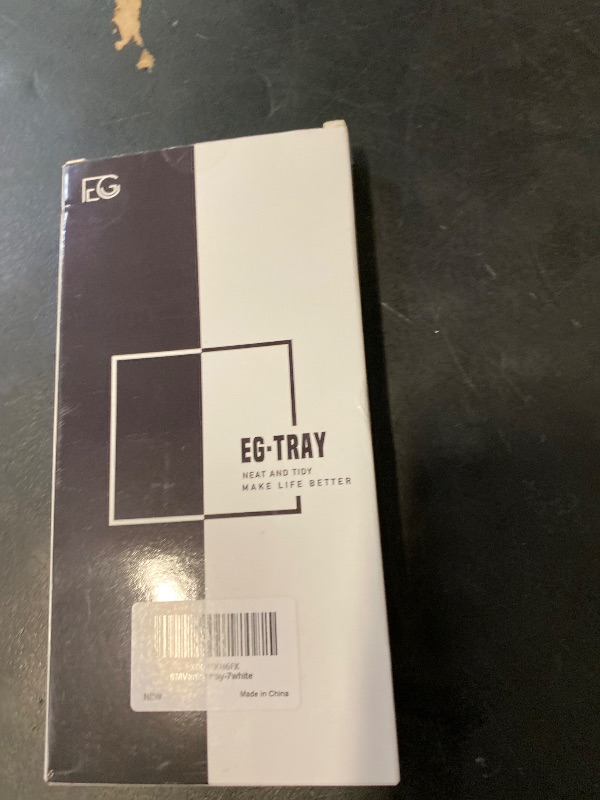 EG
EG-TRAY
NEAT AND TIDY
MAKE LIFE BETTER
NEW
Made in China